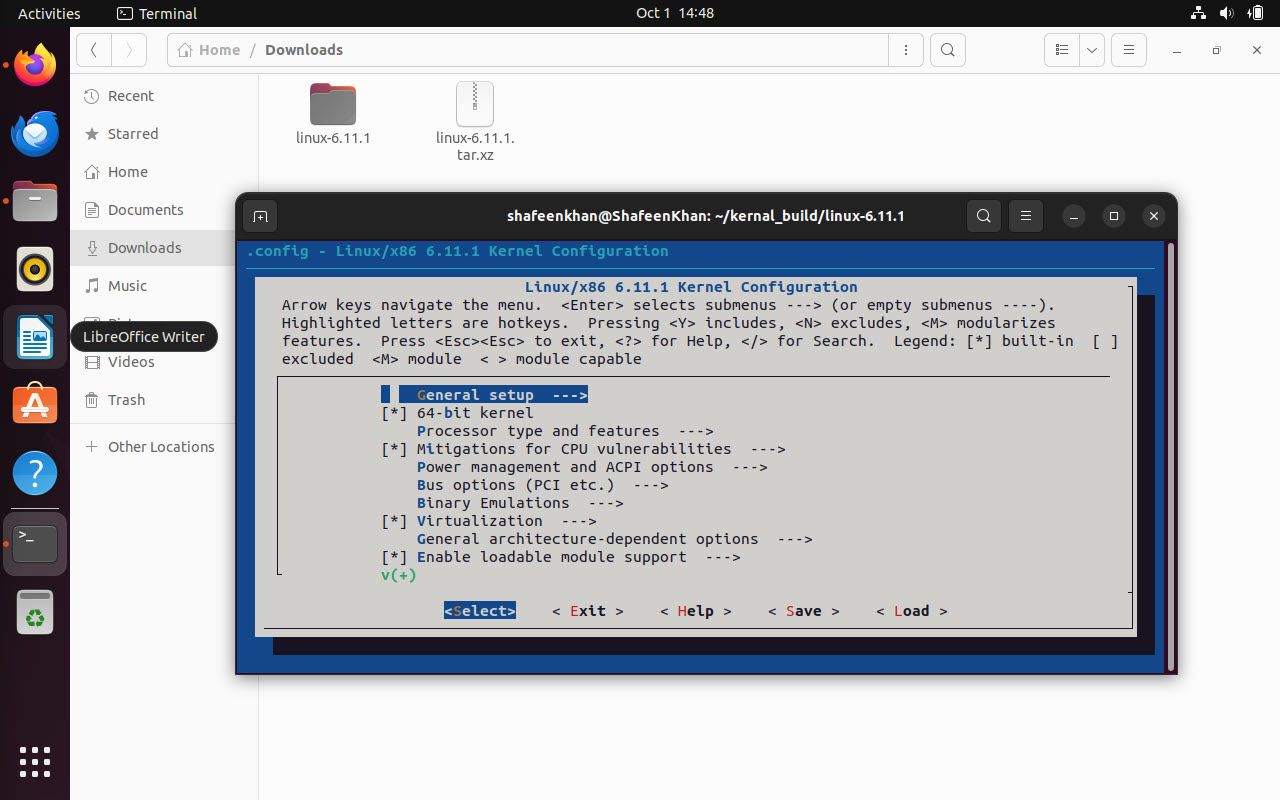 Activities
Terminal
Oct 1 14:48
Home / Downloads
Recent
Starred
Home
Documents
Downloads
Music
LibreOffice Writer
Videos
Trash
+ Other Locations
linux-6.11.1
linux-6.11.1.
tar.xz
shafeenkhan@ShafeenKhan: ~/kernal_build/linux-6.11.1
.config - Linux/x86 6.11.1 Kernel Configuration
Linux/x86 6.11.1 Kernel Configuration
Arrow keys navigate the menu.  <Enter> selects submenus ---> (or empty submenus ----).
Highlighted letters are hotkeys.  Pressing <Y> includes, <N> excludes, <M> modularizes
features.  Press <Esc><Esc> to exit, <?> for Help, </> for Search.  Legend: [*] built-in  [ ]
excluded  <M> module  < > module capable
General setup  --->
[*] 64-bit kernel
Processor type and features  --->
[*] Mitigations for CPU vulnerabilities  --->
Power management and ACPI options  --->
Bus options (PCI etc.)  --->
Binary Emulations  --->
[*] Virtualization  --->
General architecture-dependent options  --->
[*] Enable loadable module support  --->
v(+)
<Select>    < Exit >    < Help >    < Save >    < Load >